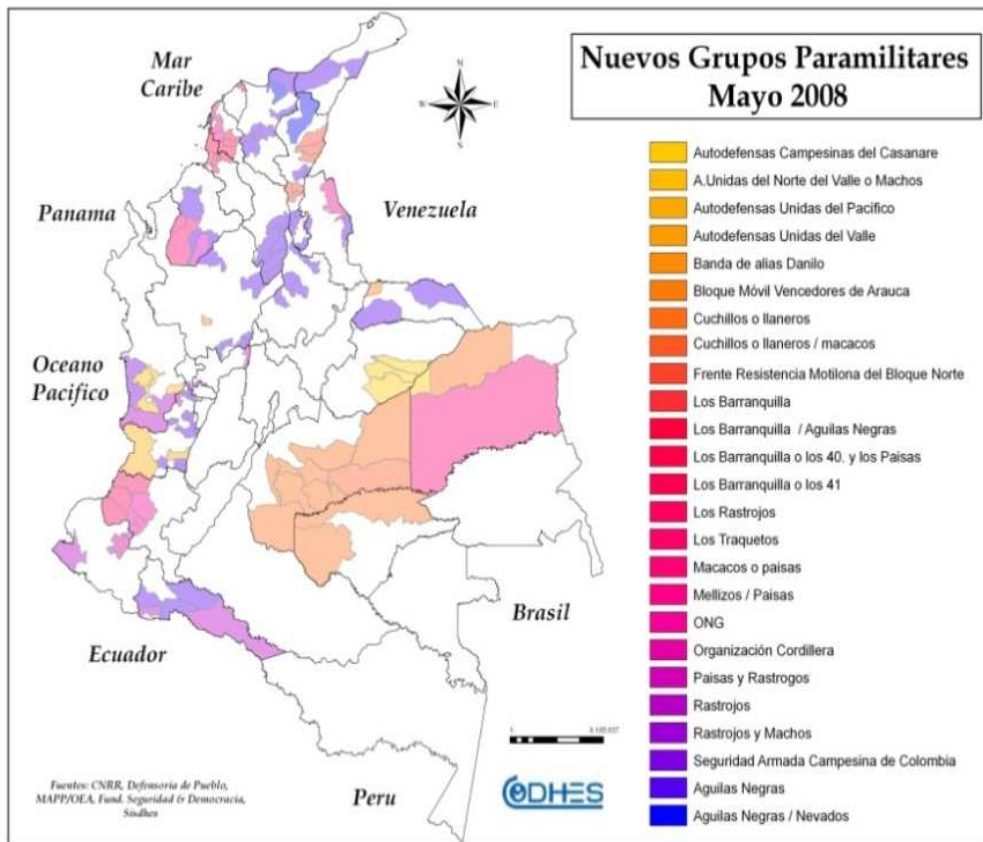 Nuevos Grupos Paramilitares
Mayo 2008
Mar
Caribe
N
W
E
S
Panama
Venezuela
Oceano
Pacifico
Ecuador
Brasil
Peru
Autodefensas Campesinas del Casanare
A.Unidas del Norte del Valle o Machos
Autodefensas Unidas del Pacifico
Autodefensas Unidas del Valle
Banda de alias Danilo
Bloque Móvil Vencedores de Arauca
Cuchillos o llaneros
Cuchillos o llaneros / macacos
Frente Resistencia Motilona del Bloque Norte
Los Barranquilla
Los Barranquilla / Aguilas Negras
Los Barranquilla o los 40. y los Paisas
Los Barranquilla o los 41
Los Rastrojos
Los Traquetos
Macacos o paisas
Mellizos / Paisas
ONG
Organización Cordillera
Paisas y Rastrogos
Rastrojos
Rastrojos y Machos
Seguridad Armada Campesina de Colombia
Aguilas Negras
Aguilas Negras / Nevados
Fuentes: CNRR, Defensoria de Pueblo,
MAPP/OEA, Fund. Seguridad & Democracia,
Sisdhes
CODHES